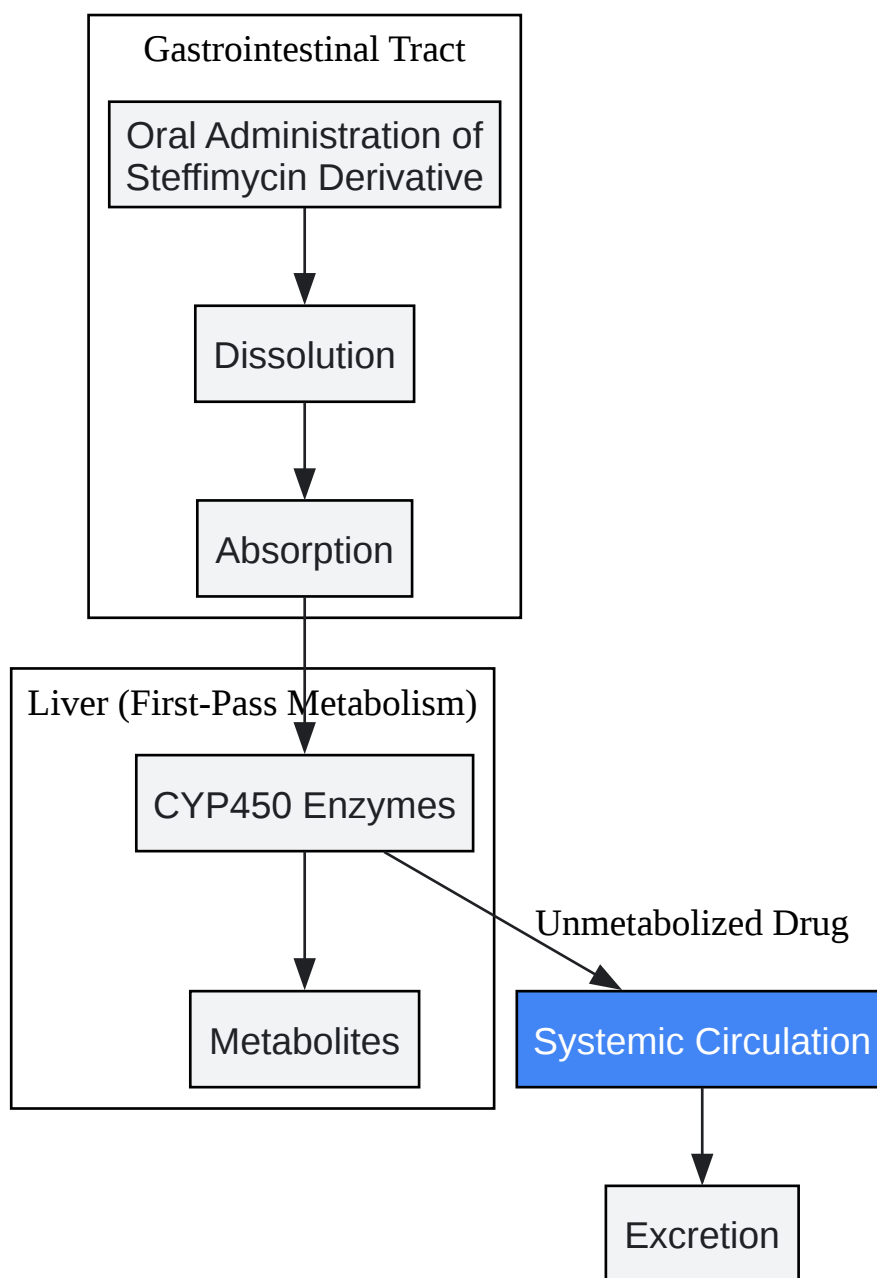 Gastrointestinal Tract
Oral Administration of
Steffimycin Derivative
Dissolution
Absorption
Liver (First-Pass Metabolism)
CYP450 Enzymes
Unmetabolized Drug
Metabolites
Systemic Circulation
Excretion